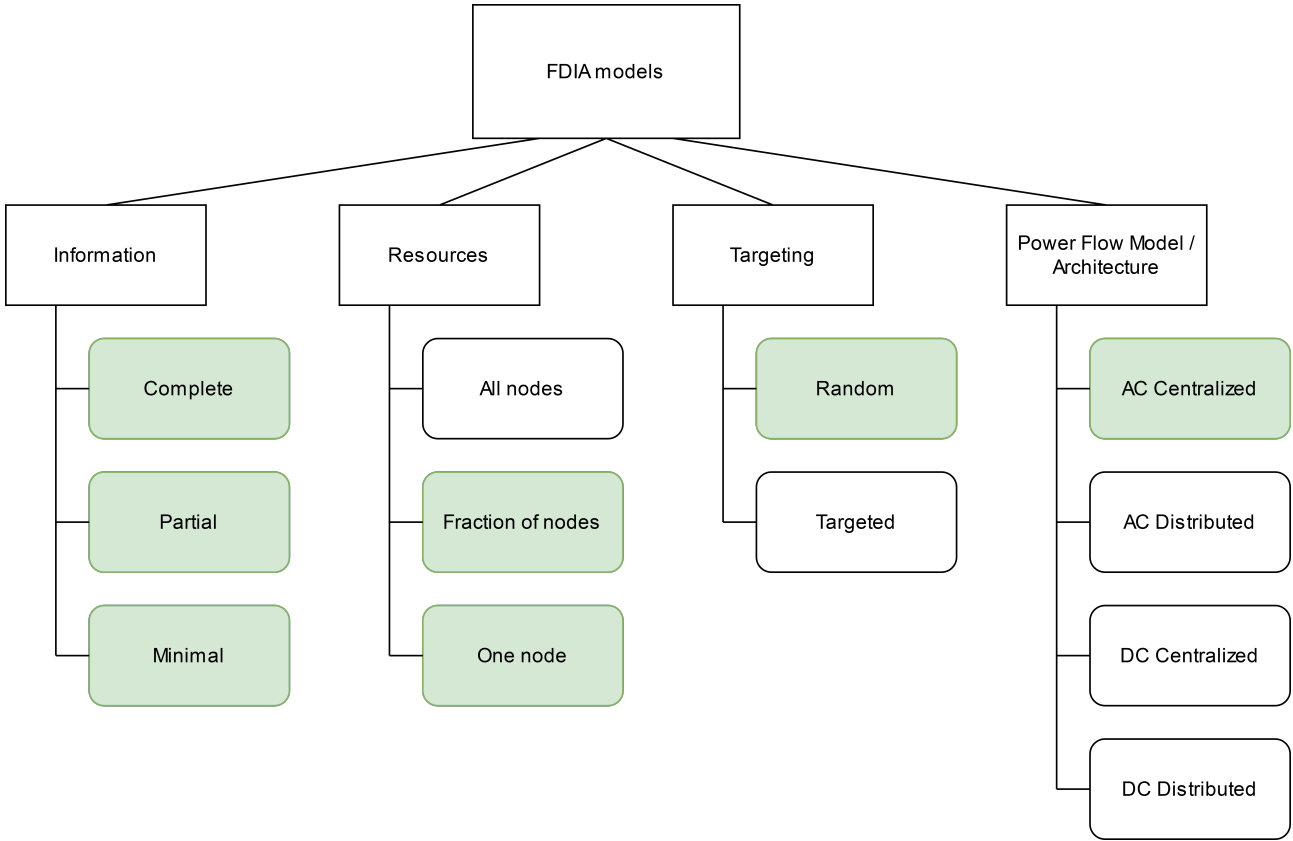 FDIA models
Information
Resources
Targeting
Power Flow Model /
Architecture
Complete
All nodes
Random
AC Centralized
Partial
Fraction of nodes
Targeted
AC Distributed
Minimal
One node
DC Centralized
DC Distributed